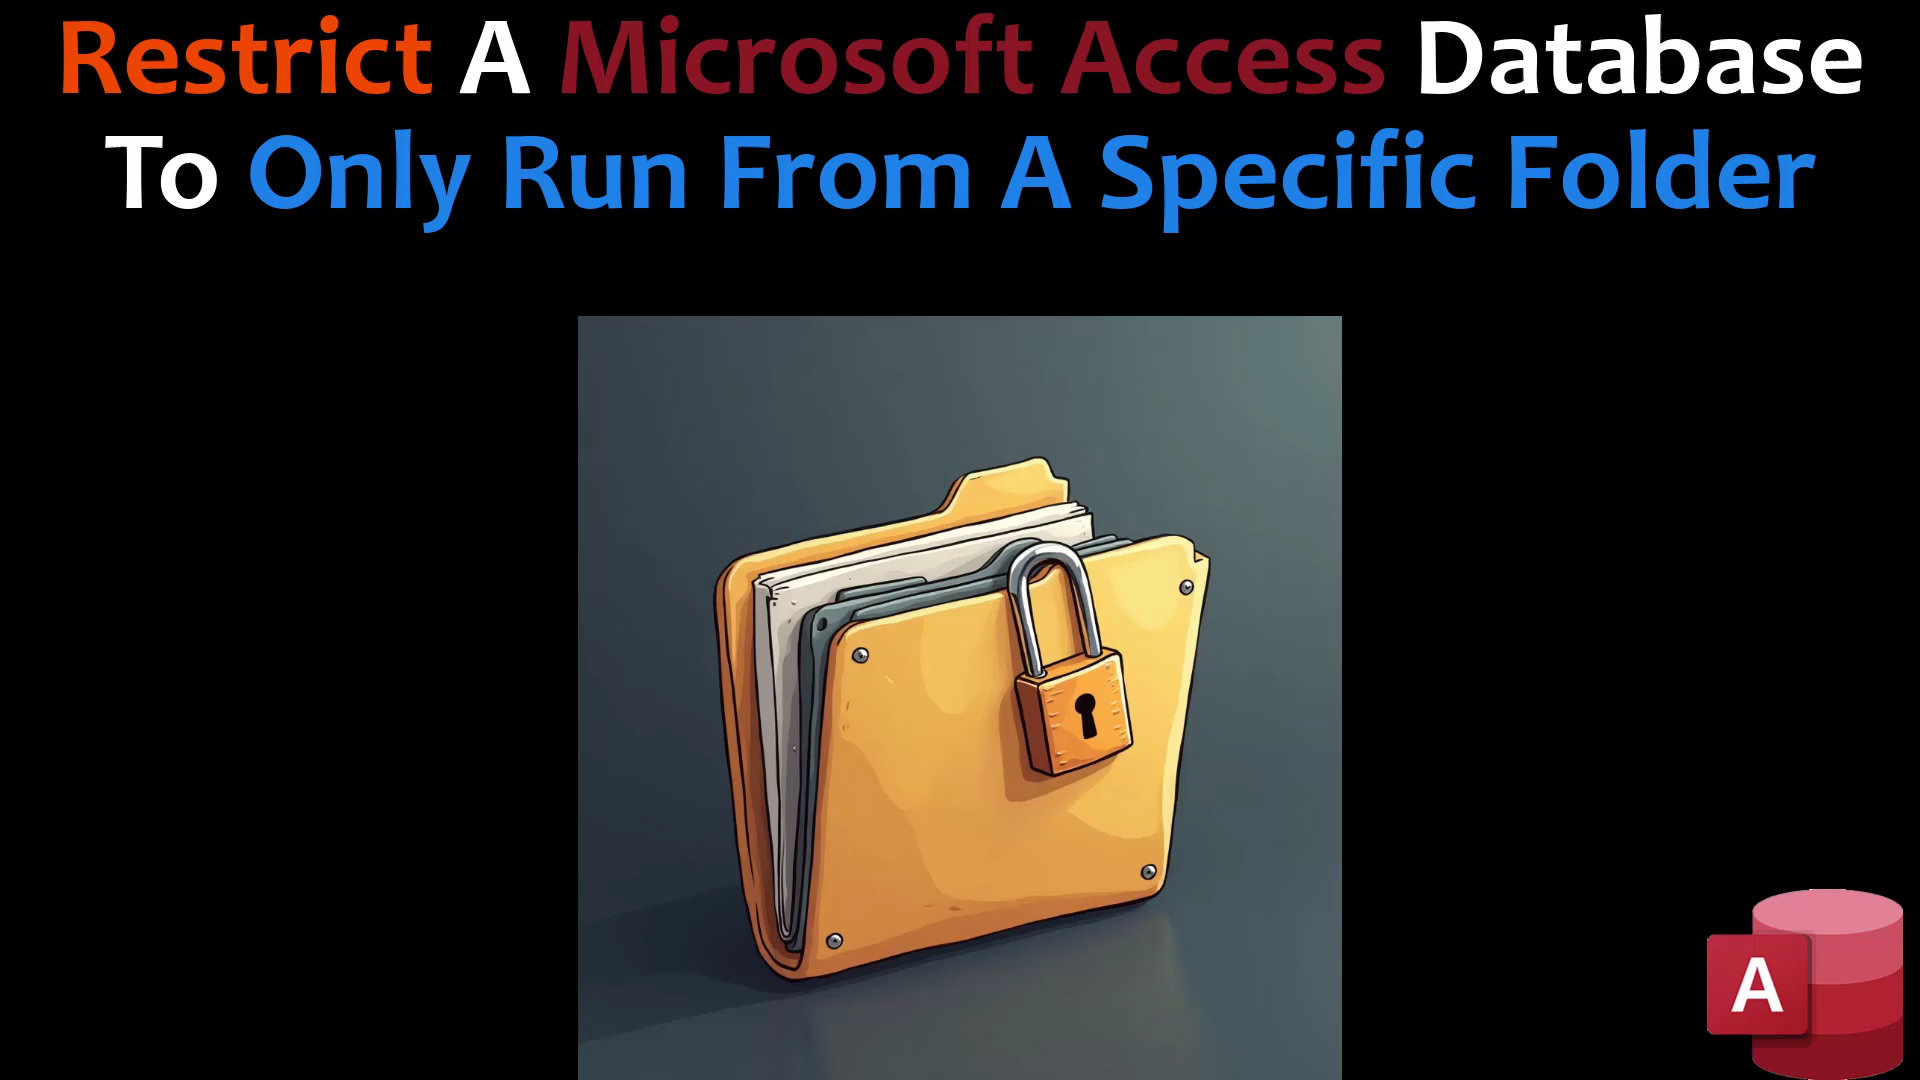 Restrict A Microsoft Access Database
To Only Run From A Specific Folder
A